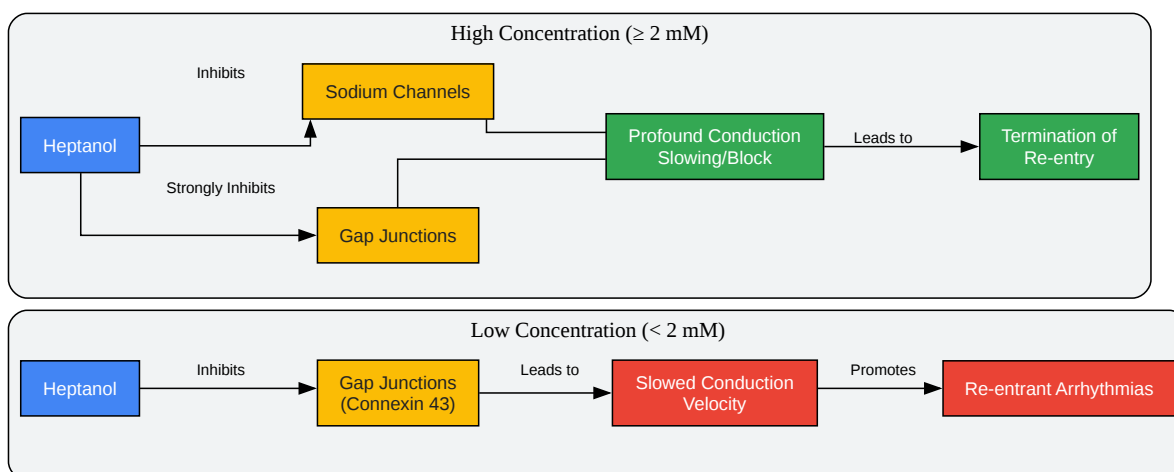 High Concentration (≥ 2 mM)
Inhibits
Sodium Channels
Heptanol
Profound Conduction
Slowing/Block
Leads to
Termination of
Re-entry
Strongly Inhibits
Gap Junctions
Low Concentration (< 2 mM)
Heptanol
Inhibits
Gap Junctions
(Connexin 43)
Leads to
Slowed Conduction
Velocity
Promotes
Re-entrant Arrhythmias